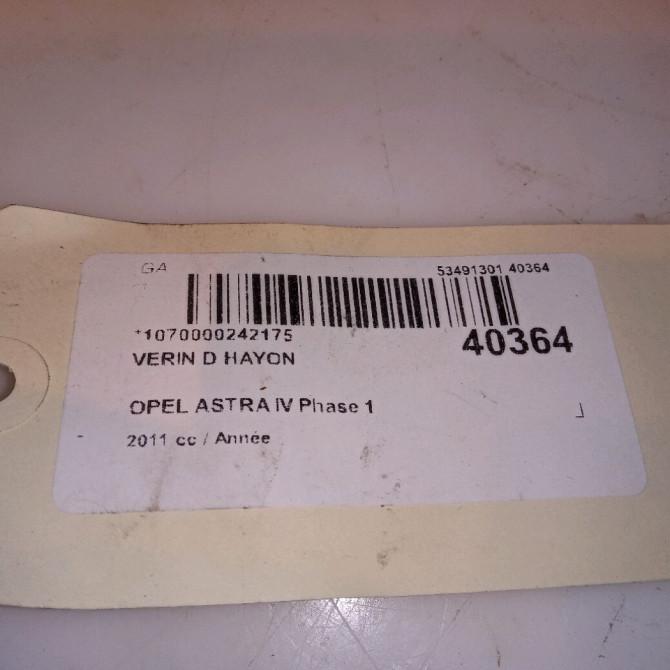 GA 53491301 40364
*1070000242175 40364
VERIN D HAYON
OPEL ASTRA IV Phase 1
2011 cc / Année